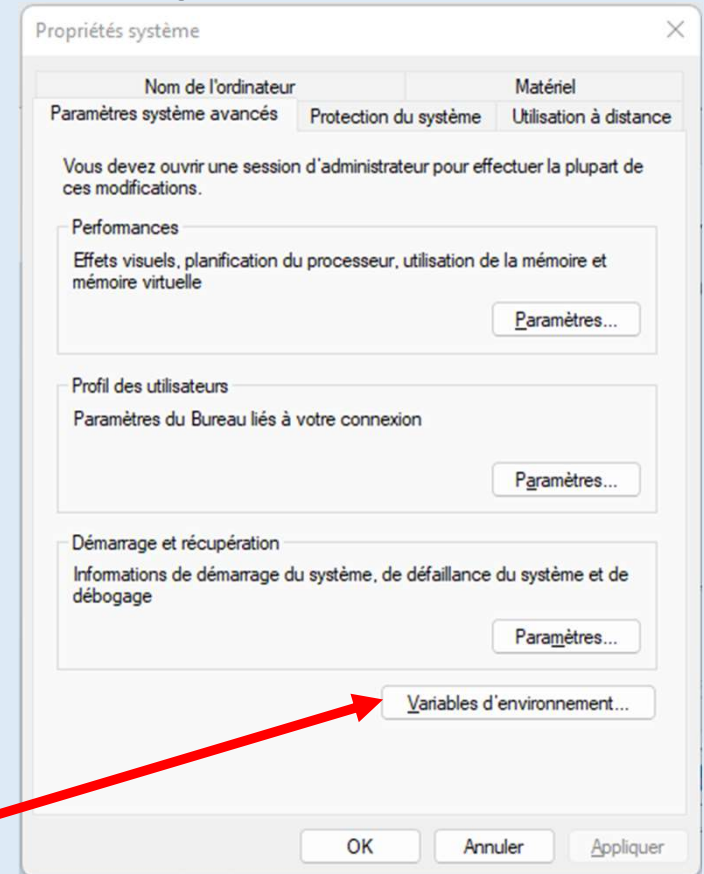 Propriétés système
Nom de l'ordinateur
Matériel
Paramètres système avancés
Protection du système
Utilisation à distance
Vous devez ouvrir une session d'administrateur pour effectuer la plupart de
ces modifications.
Performances
Effets visuels, planification du processeur, utilisation de la mémoire et
mémoire virtuelle
Paramètres...
Profil des utilisateurs
Paramètres du Bureau liés à votre connexion
Paramètres...
Démarrage et récupération
Informations de démarrage du système, de défaillance du système et de
débogage
Paramètres...
Variables d'environnement...
OK
Annuler
Appliquer